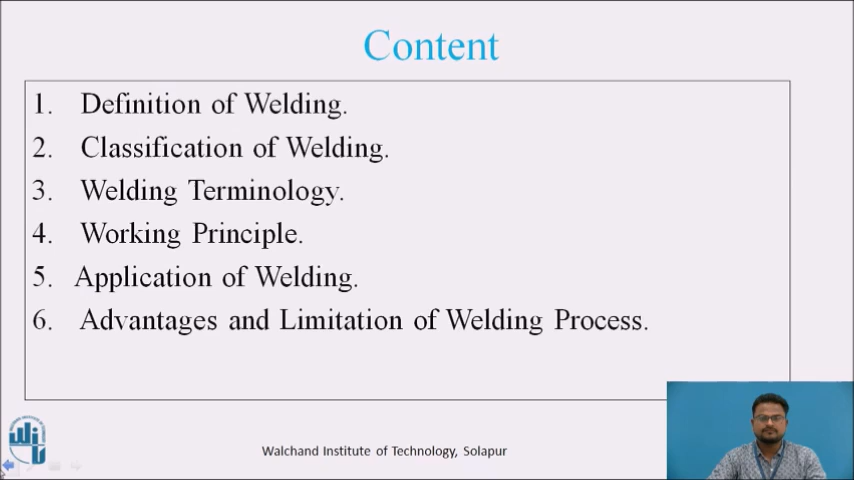 Content
1. Definition of Welding.
2. Classification of Welding.
3. Welding Terminology.
4. Working Principle.
5. Application of Welding.
6. Advantages and Limitation of Welding Process.
Walchand Institute of Technology, Solapur